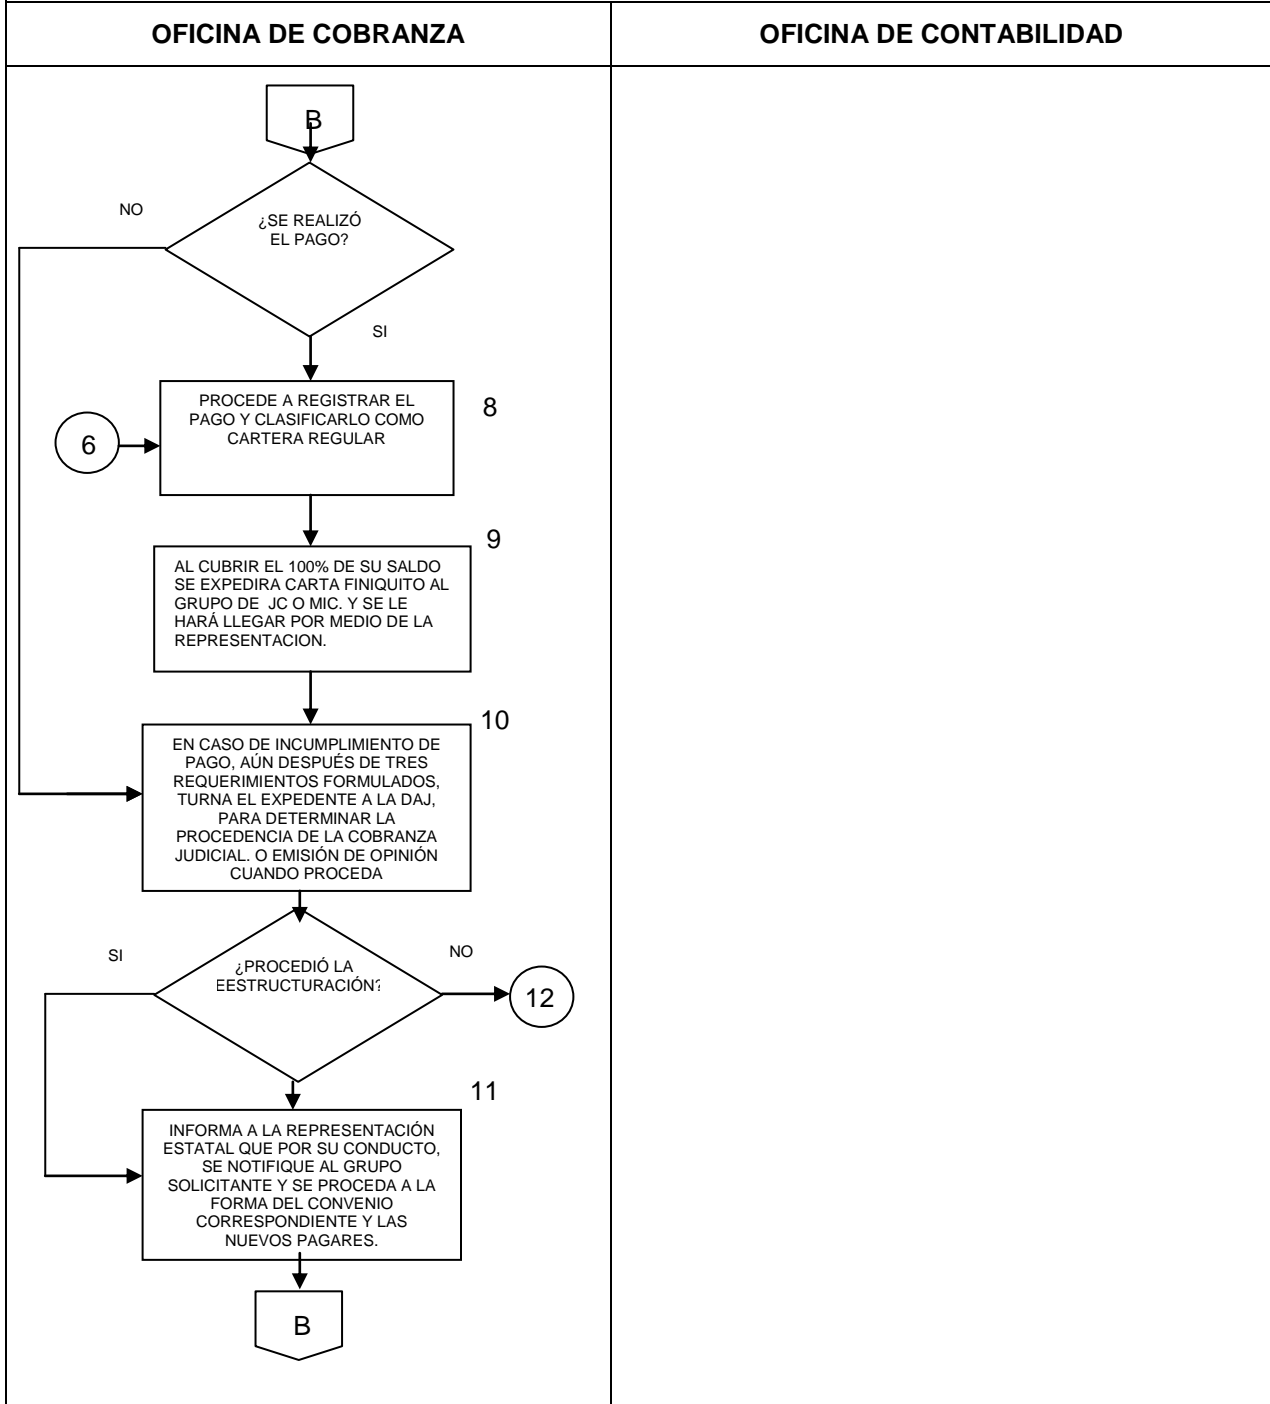 OFICINA DE COBRANZA
OFICINA DE CONTABILIDAD
B
NO
¿SE REALIZÓ
EL PAGO?
SI
PROCEDE A REGISTRAR EL
PAGO Y CLASIFICARLO COMO
CARTERA REGULAR
8
6
9
AL CUBRIR EL 100% DE SU SALDO
SE EXPEDIRA CARTA FINIQUITO AL
GRUPO DE JC O MIC. Y SE LE
HARÁ LLEGAR POR MEDIO DE LA
REPRESENTACION.
10
EN CASO DE INCUMPLIMIENTO DE
PAGO, AÚN DESPUÉS DE TRES
REQUERIMIENTOS FORMULADOS,
TURNA EL EXPEDENTE A LA DAJ,
PARA DETERMINAR LA
PROCEDENCIA DE LA COBRANZA
JUDICIAL. O EMISIÓN DE OPINIÓN
CUANDO PROCEDA
SI
NO
¿PROCEDIÓ LA
EESTRUCTURACIÓN?
12
11
INFORMA A LA REPRESENTACIÓN
ESTATAL QUE POR SU CONDUCTO,
SE NOTIFIQUE AL GRUPO
SOLICITANTE Y SE PROCEDA A LA
FORMA DEL CONVENIO
CORRESPONDIENTE Y LAS
NUEVOS PAGARES.
B